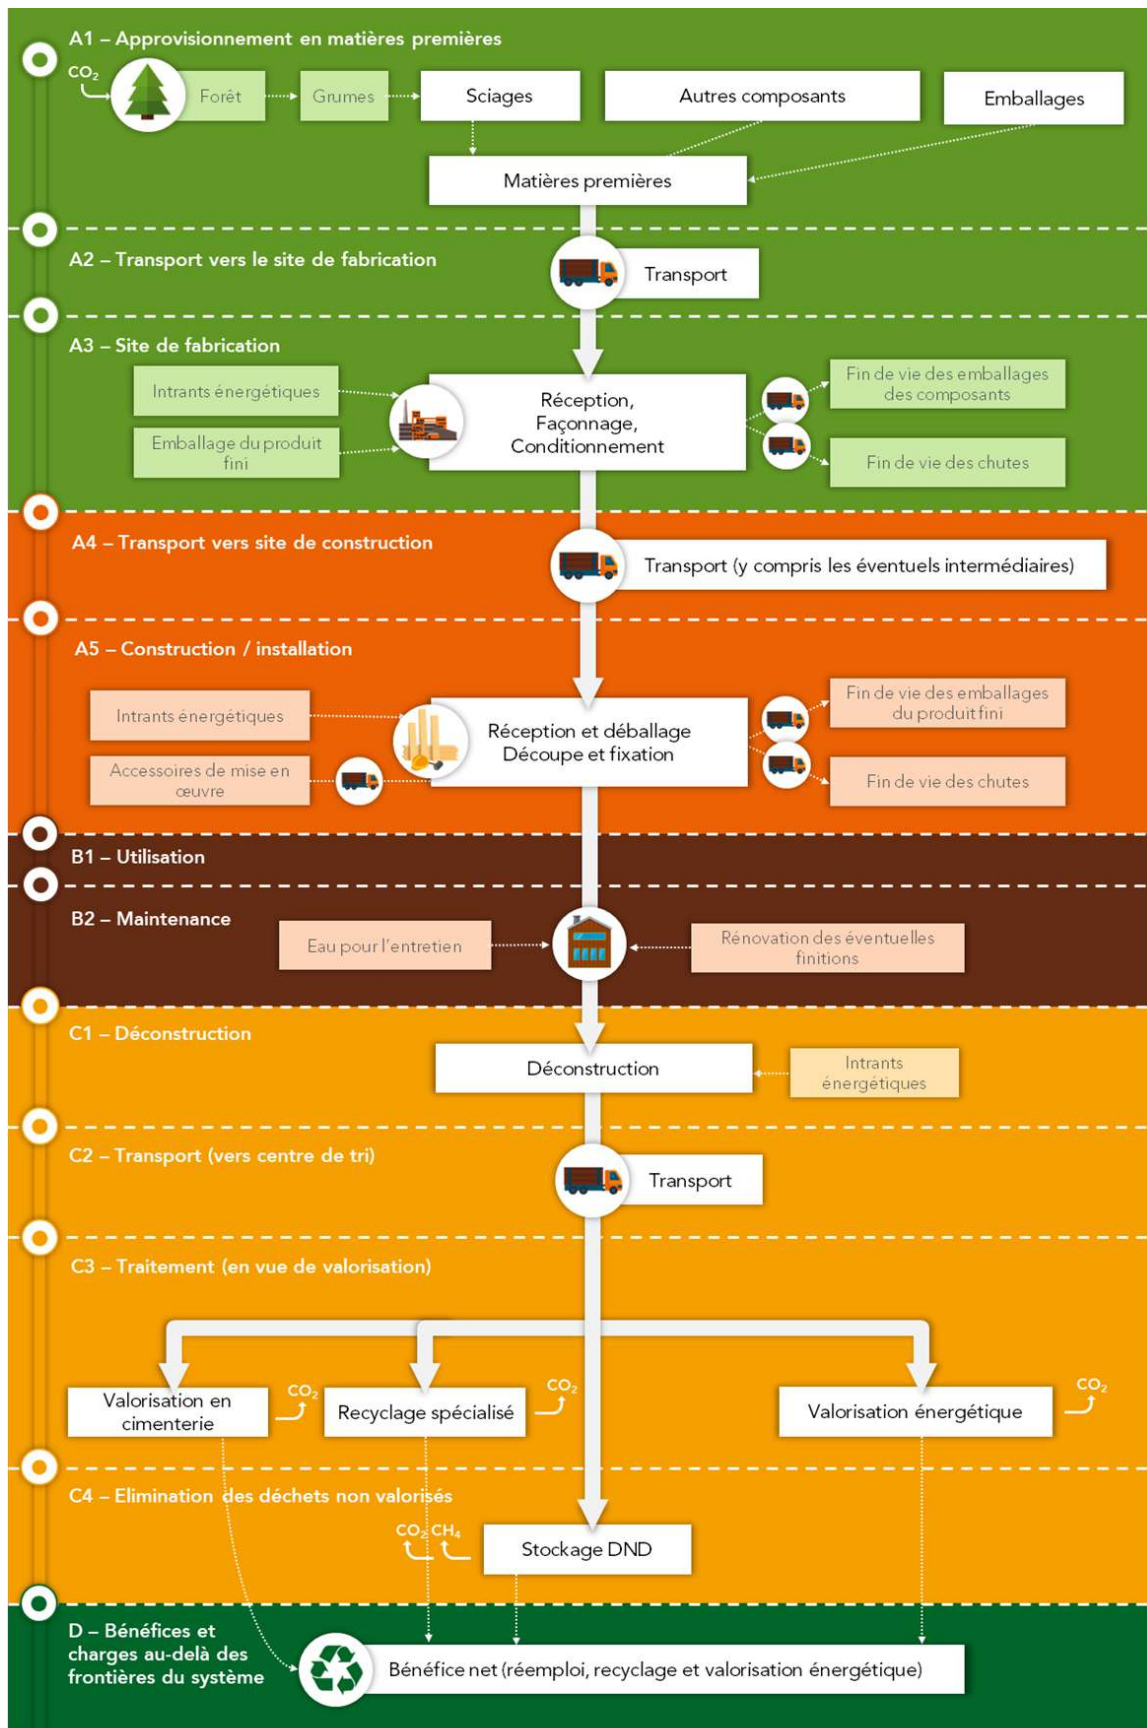 A1 – Approvisionnement en matières premières
CO₂
Forêt
Grumes
Sciages
Autres composants
Emballages
Matières premières
A2 – Transport vers le site de fabrication
Transport
A3 – Site de fabrication
Intrants énergétiques
Emballage du produit
fini
Réception,
Façonnage,
Conditionnement
Fin de vie des emballages
des composants
Fin de vie des chutes
A4 – Transport vers site de construction
Transport (y compris les éventuels intermédiaires)
A5 – Construction / installation
Intrants énergétiques
Accessoires de mise en
œuvre
Réception et déballage
Découpe et fixation
Fin de vie des emballages
du produit fini
Fin de vie des chutes
B1 – Utilisation
B2 – Maintenance
Eau pour l'entretien
Rénovation des éventuelles
finitions
C1 – Déconstruction
Déconstruction
Intrants
énergétiques
C2 – Transport (vers centre de tri)
Transport
C3 – Traitement (en vue de valorisation)
Valorisation en
cimenterie
CO₂
Recyclage spécialisé
CO₂
Valorisation énergétique
CO₂
C4 – Elimination des déchets non valorisés
CO₂ CH₄
Stockage DND
D – Bénéfices et
charges au-delà des
frontières du système
Bénéfice net (réemploi, recyclage et valorisation énergétique)